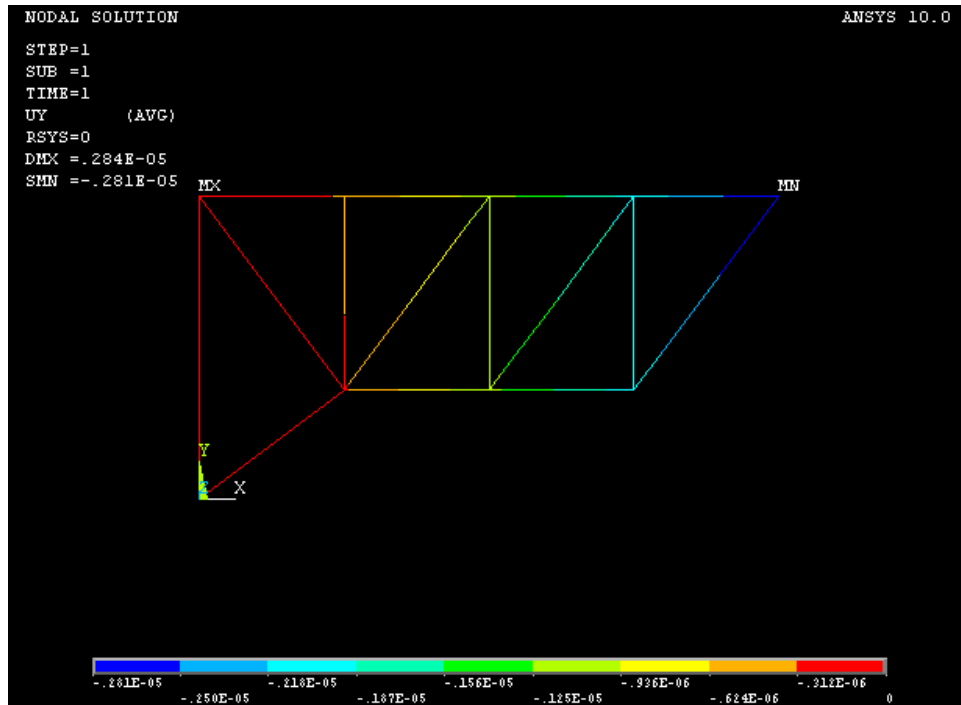 NODAL SOLUTION
ANSYS 10.0
STEP=1
SUB =1
TIME=1
UY (AVG)
RSYS=0
DMX =.284E-05
SMN =-.281E-05
MX
MN
Y
Z
X
-.281E-05 -.218E-05 -.156E-05 -.936E-06 -.312E-06
-.250E-05 -.187E-05 -.125E-05 -.624E-06 0